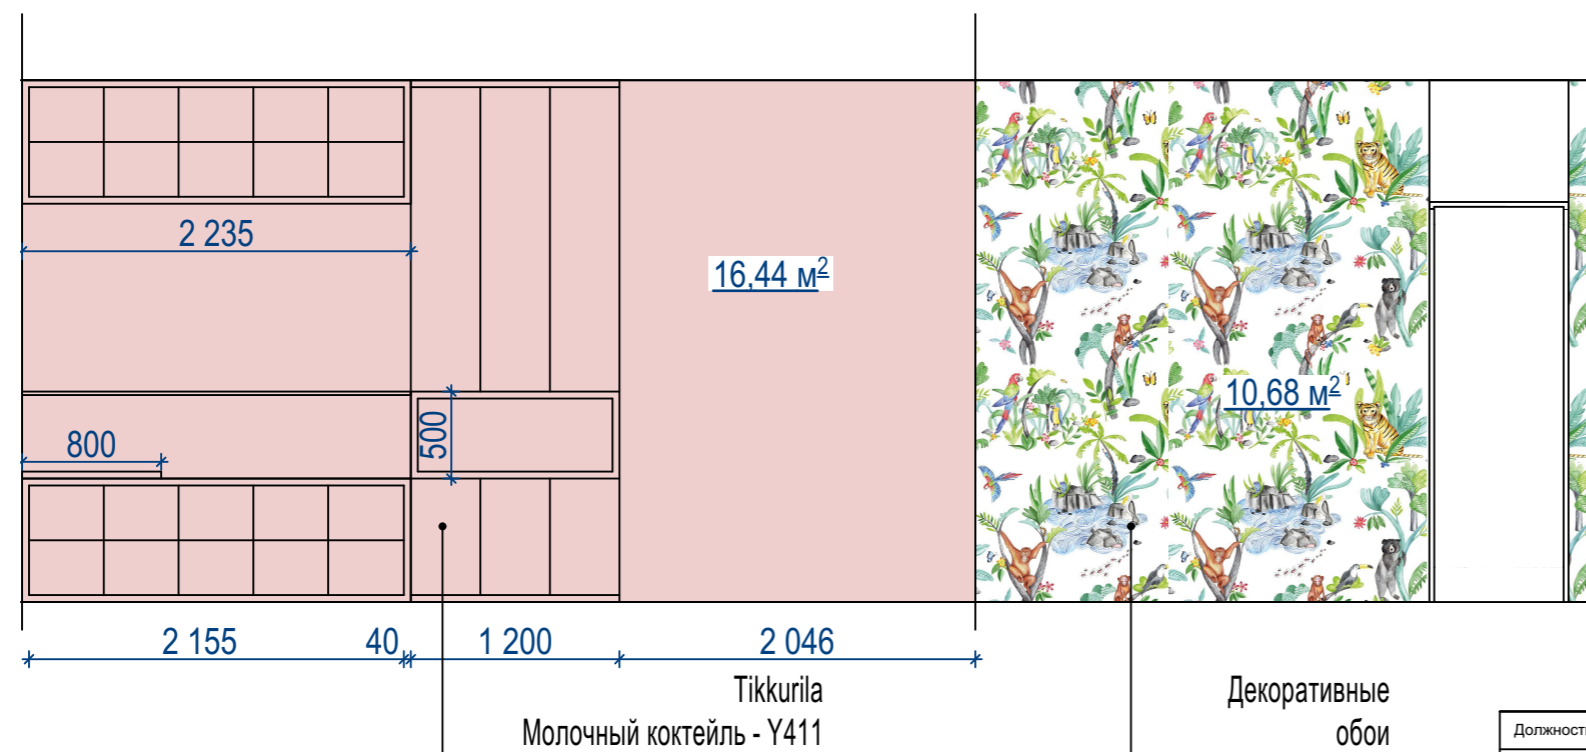 2 235
16,44 м²
10,68 м²
800
500
2 155
40
1 200
2 046
Tikkurila
Молочный коктейль - Y411
Декоративные
обои